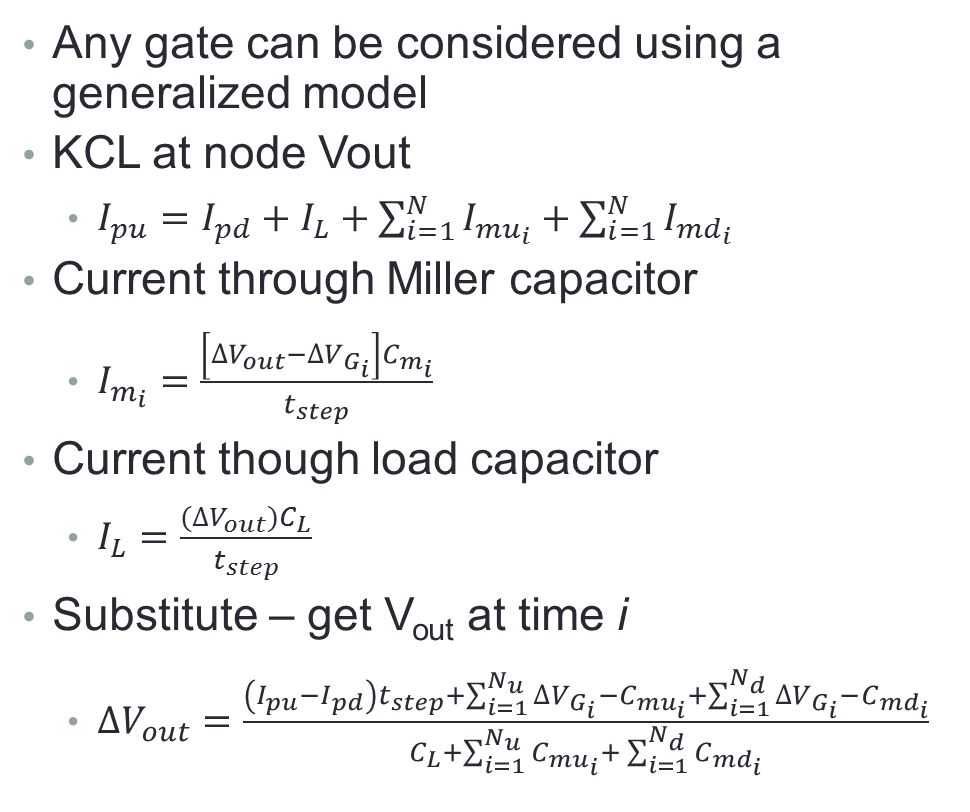 • Any gate can be considered using a
generalized model
• KCL at node Vout
• $I_{pu} = I_{pd} + I_L + \sum_{i=1}^{N} I_{mu_i} + \sum_{i=1}^{N} I_{md_i}$
• Current through Miller capacitor
• $I_{m_i} = \frac{[\Delta V_{out} - \Delta V_{G_i}] C_{m_i}}{t_{step}}$
• Current though load capacitor
• $I_L = \frac{(\Delta V_{out}) C_L}{t_{step}}$
• Substitute – get V_{out} at time i
• $\Delta V_{out} = \frac{(I_{pu} - I_{pd}) t_{step} + \sum_{i=1}^{N_u} \Delta V_{G_i} - C_{mu_i} + \sum_{i=1}^{N_d} \Delta V_{G_i} - C_{md_i}}{C_L + \sum_{i=1}^{N_u} C_{mu_i} + \sum_{i=1}^{N_d} C_{md_i}}$